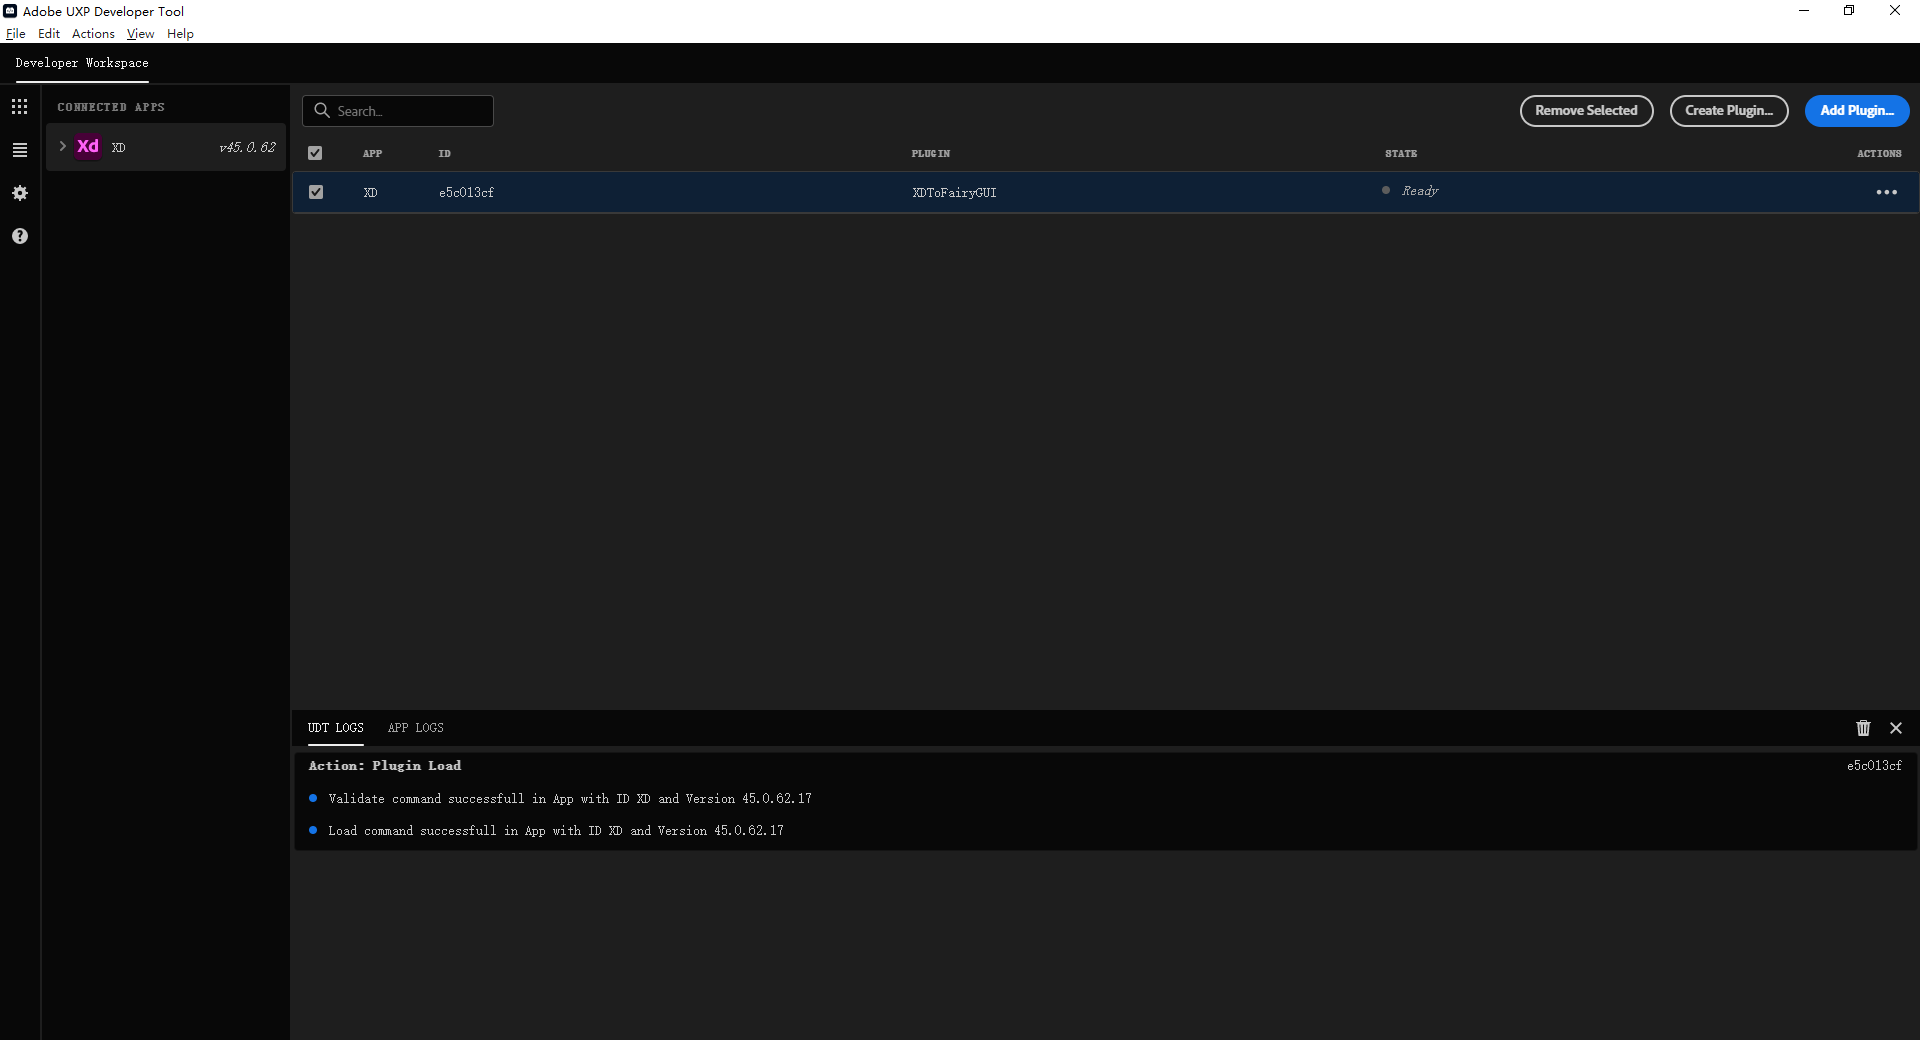 Adobe UXP Developer Tool
File Edit Actions View Help
Developer Workspace
CONNECTED APPS
Xd XD v45.0.62
Search... Remove Selected Create Plugin... Add Plugin...
APP ID PLUGIN STATE ACTIONS
XD e5c013cf XDToFairyGUI Ready
UDT LOGS APP LOGS
Action: Plugin Load e5c013cf
Validate command successfull in App with ID XD and Version 45.0.62.17
Load command successfull in App with ID XD and Version 45.0.62.17